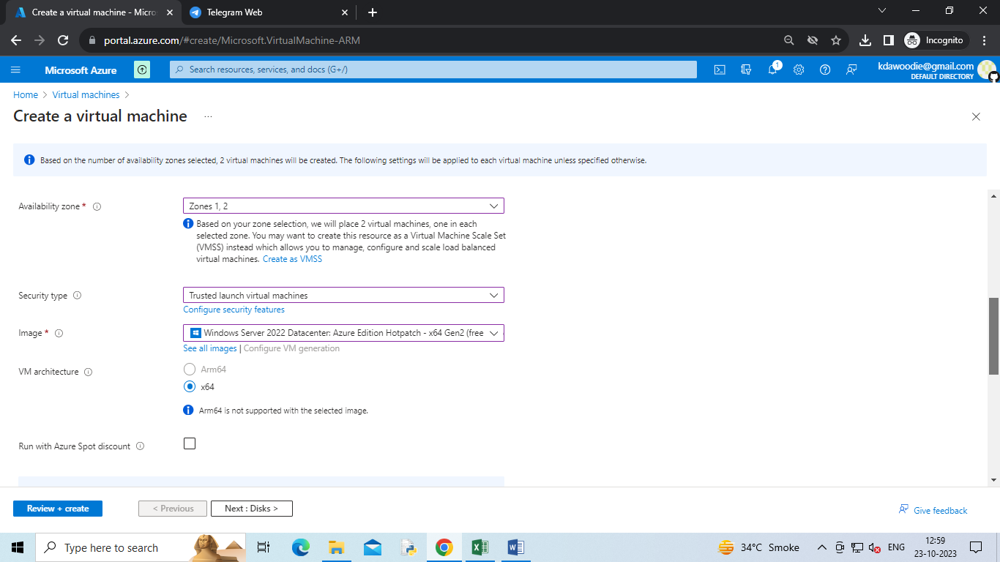 Create a virtual machine - Micro
Telegram Web
portal.azure.com/#create/Microsoft.VirtualMachine-ARM
Incognito
Microsoft Azure
Search resources, services, and docs (G+/)
1
kdawoodie@gmail.com
DEFAULT DIRECTORY
Home > Virtual machines >
Create a virtual machine ...
Based on the number of availability zones selected, 2 virtual machines will be created. The following settings will be applied to each virtual machine unless specified otherwise.
Availability zone *
Zones 1, 2
Based on your zone selection, we will place 2 virtual machines, one in each
selected zone. You may want to create this resource as a Virtual Machine Scale Set
(VMSS) instead which allows you to manage, configure and scale load balanced
virtual machines. Create as VMSS
Security type
Trusted launch virtual machines
Configure security features
Image *
Windows Server 2022 Datacenter: Azure Edition Hotpatch - x64 Gen2 (free
See all images | Configure VM generation
VM architecture
Arm64
x64
Arm64 is not supported with the selected image.
Run with Azure Spot discount
Review + create
< Previous
Next : Disks >
Give feedback
Type here to search
34°C Smoke
ENG
12:59
23-10-2023